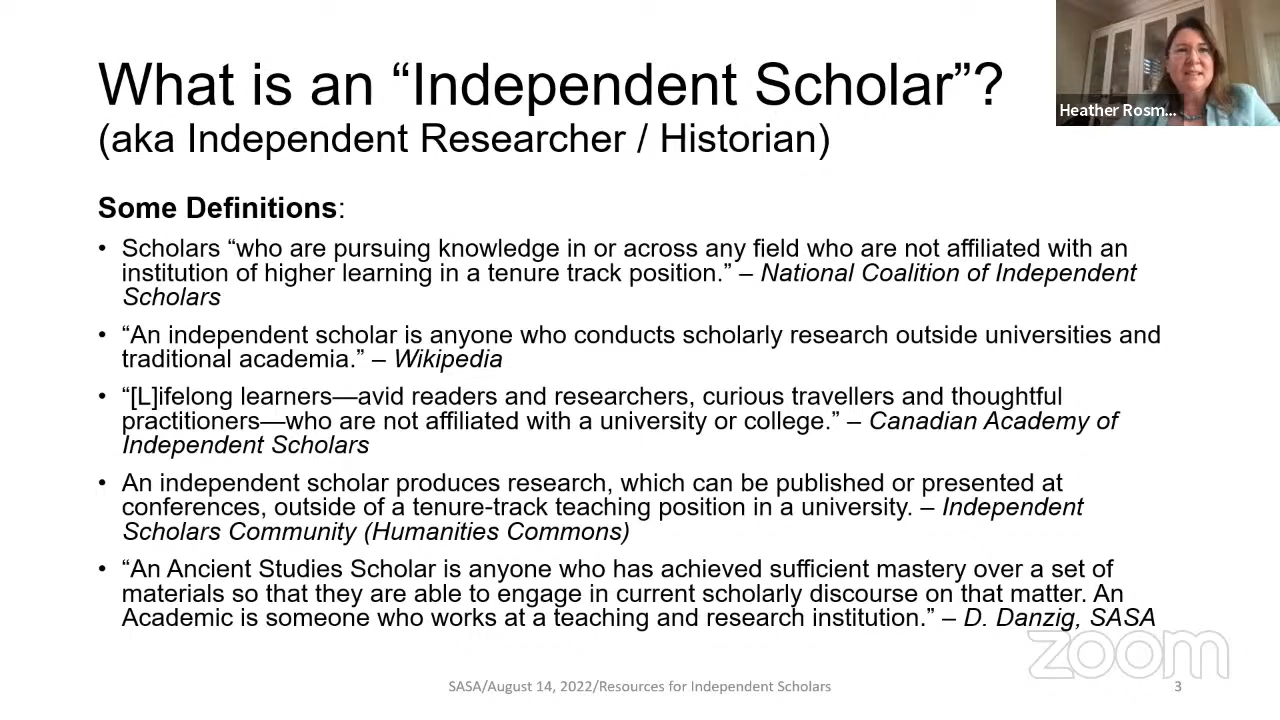 What is an “Independent Scholar”?
(aka Independent Researcher / Historian)
Heather Rosm...
Some Definitions:
• Scholars “who are pursuing knowledge in or across any field who are not affiliated with an
institution of higher learning in a tenure track position.” – National Coalition of Independent
Scholars
• “An independent scholar is anyone who conducts scholarly research outside universities and
traditional academia.” – Wikipedia
• “[L]ifelong learners—avid readers and researchers, curious travellers and thoughtful
practitioners—who are not affiliated with a university or college.” – Canadian Academy of
Independent Scholars
• An independent scholar produces research, which can be published or presented at
conferences, outside of a tenure-track teaching position in a university. – Independent
Scholars Community (Humanities Commons)
• “An Ancient Studies Scholar is anyone who has achieved sufficient mastery over a set of
materials so that they are able to engage in current scholarly discourse on that matter. An
Academic is someone who works at a teaching and research institution.” – D. Danzig, SASA
zoom
SASA/August 14, 2022/Resources for Independent Scholars
3